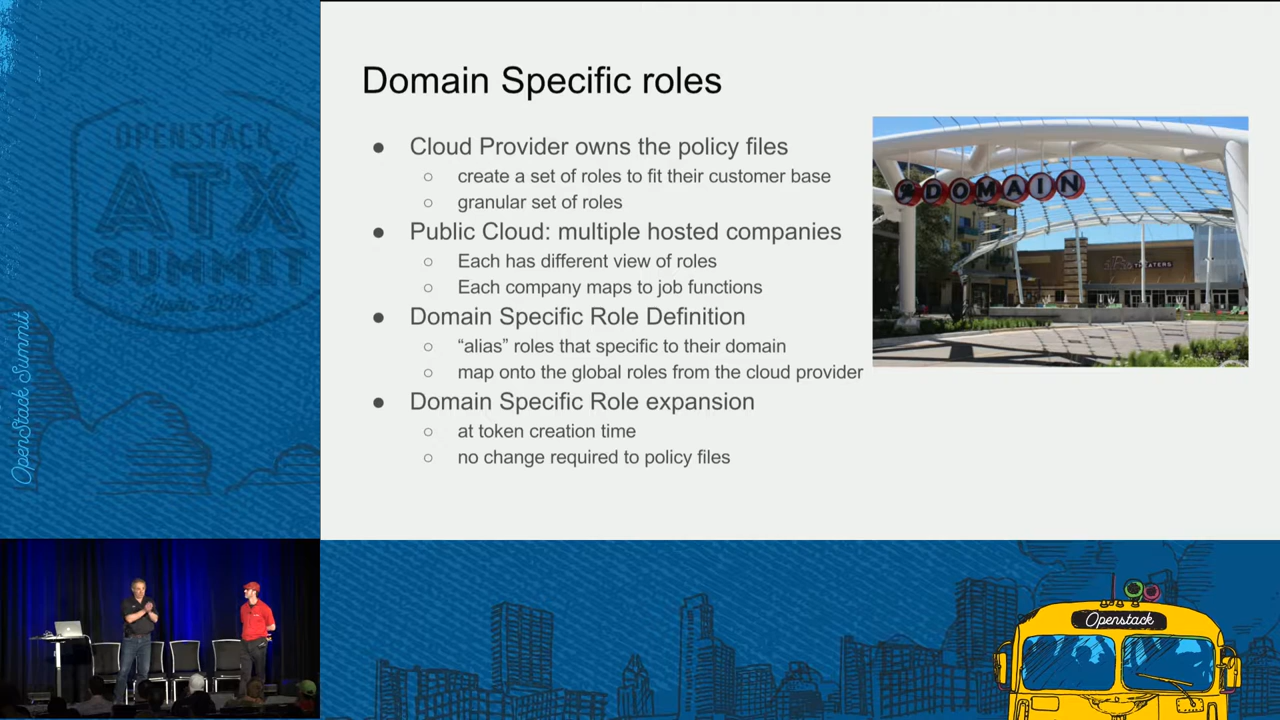 Domain Specific roles
● Cloud Provider owns the policy files
○ create a set of roles to fit their customer base
○ granular set of roles
● Public Cloud: multiple hosted companies
○ Each has different view of roles
○ Each company maps to job functions
● Domain Specific Role Definition
○ “alias” roles that specific to their domain
○ map onto the global roles from the cloud provider
● Domain Specific Role expansion
○ at token creation time
○ no change required to policy files
DOMAIN
THEATERS
OPENSTACK
ATX
SUMMIT
OpenStack Summit
Openstack